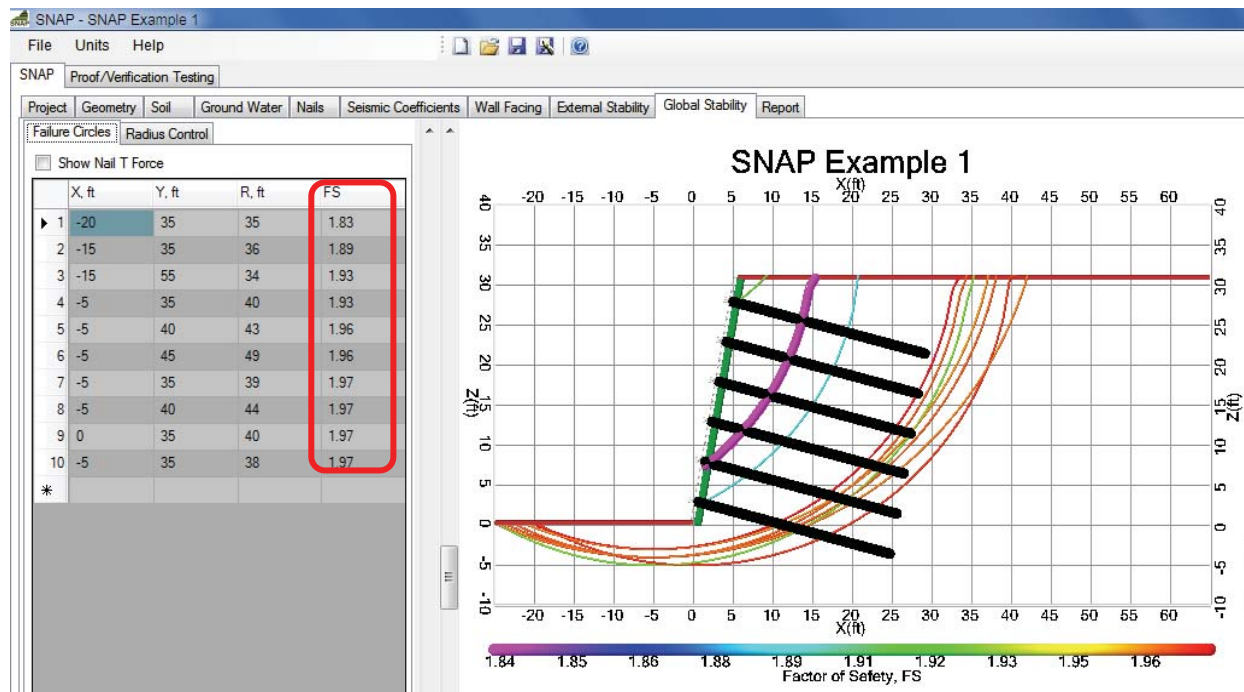 SNAP - SNAP Example 1
File Units Help
SNAP Proof/Verification Testing
Project Geometry Soil Ground Water Nails Seismic Coefficients Wall Facing External Stability Global Stability Report
Failure Circles Radius Control
Show Nail T Force
X, ft Y, ft R, ft FS
1 -20 35 35 1.83
2 -15 35 36 1.89
3 -15 55 34 1.93
4 -5 35 40 1.93
5 -5 40 43 1.96
6 -5 45 49 1.96
7 -5 35 39 1.97
8 -5 40 44 1.97
9 0 35 40 1.97
10 -5 35 38 1.97
SNAP Example 1
X(ft)
-20 -15 -10 -5 0 5 10 15 20 25 30 35 40 45 50 55 60
40 35 30 25 20 15 10 5 0 -5 -10
Z(ft)
40 35 30 25 20 15 10 5 0 -5 -10
Z(ft)
-20 -15 -10 -5 0 5 10 15 20 25 30 35 40 45 50 55 60
X(ft)
1.84 1.85 1.86 1.88 1.89 1.91 1.92 1.93 1.95 1.96
Factor of Safety, FS